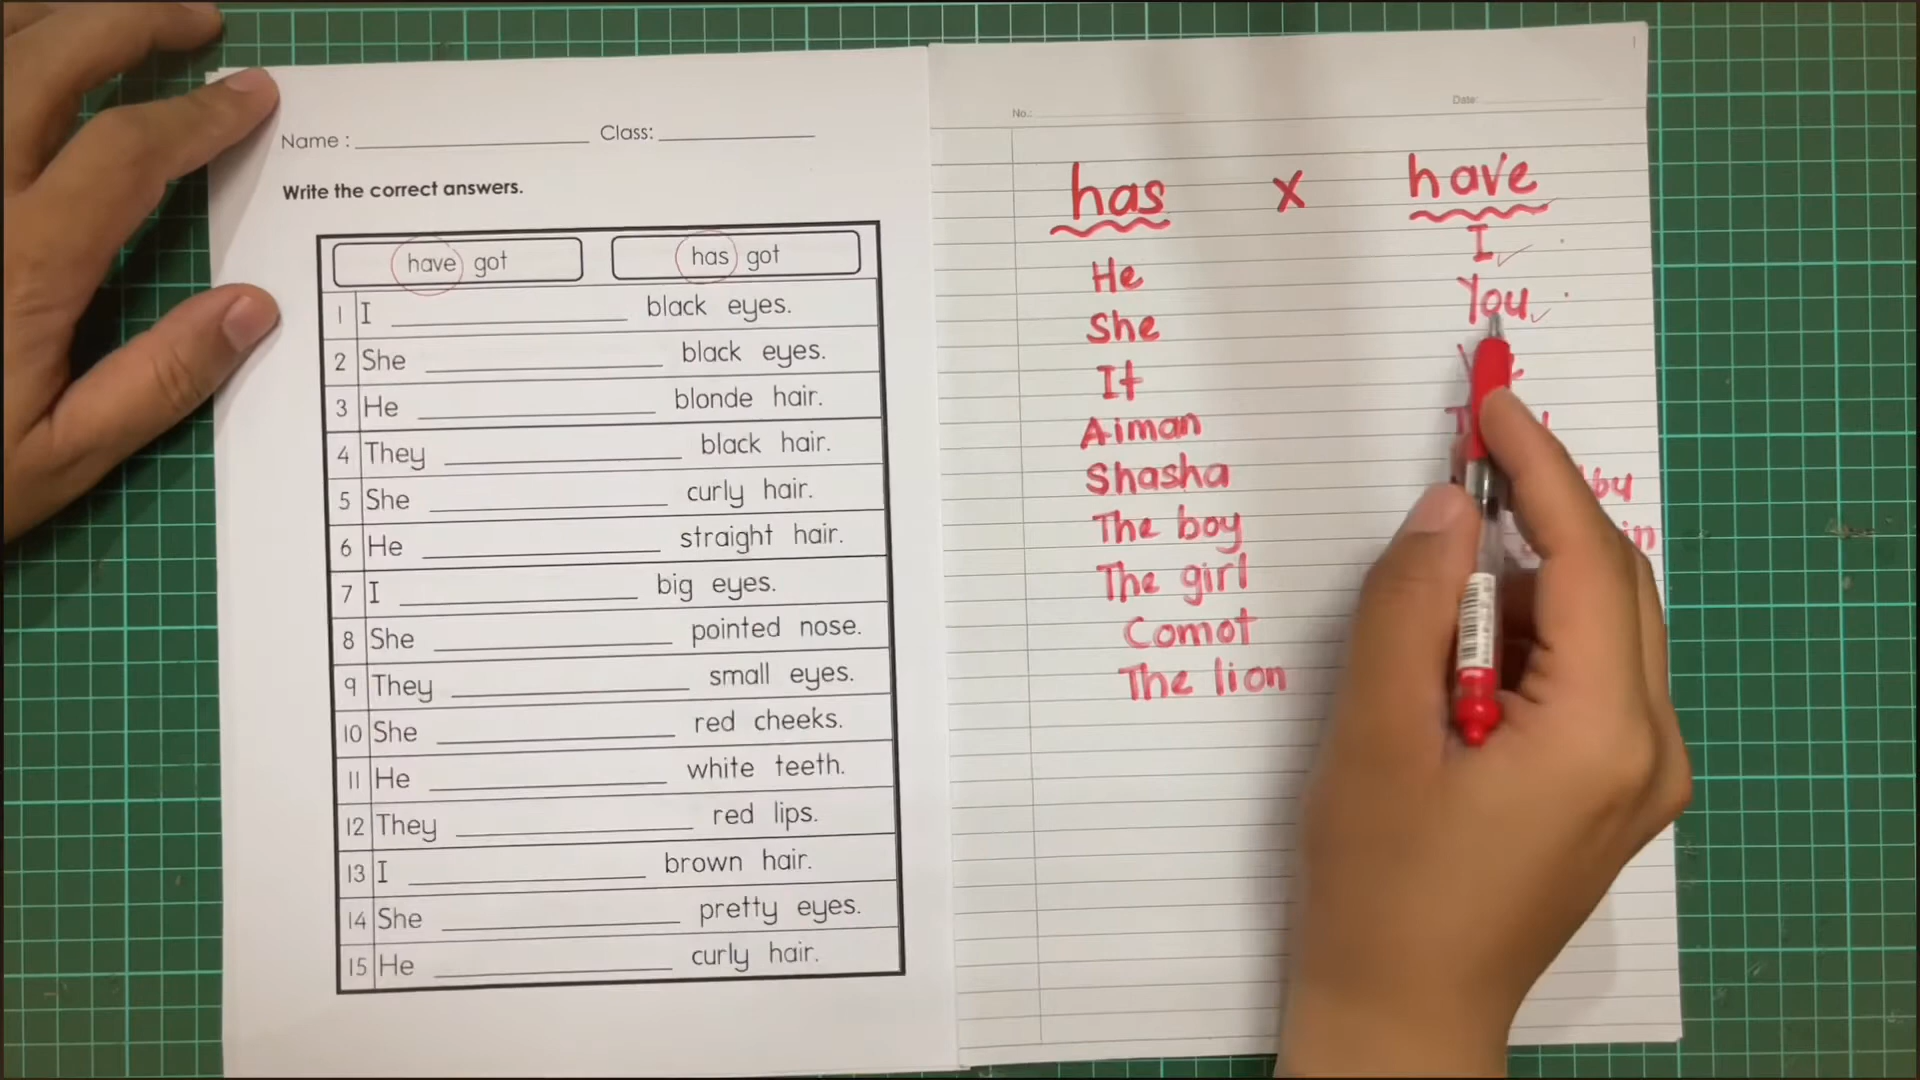 Name : Class:
Write the correct answers.
have got has got
1 I black eyes.
2 She black eyes.
3 He blonde hair.
4 They black hair.
5 She curly hair.
6 He straight hair.
7 I big eyes.
8 She pointed nose.
9 They small eyes.
10 She red cheeks.
11 He white teeth.
12 They red lips.
13 I brown hair.
14 She pretty eyes.
15 He curly hair.
No.: Date:
has x have
He
She
It
Aiman
Shasha
The boy
The girl
Comot
The lion
I
You